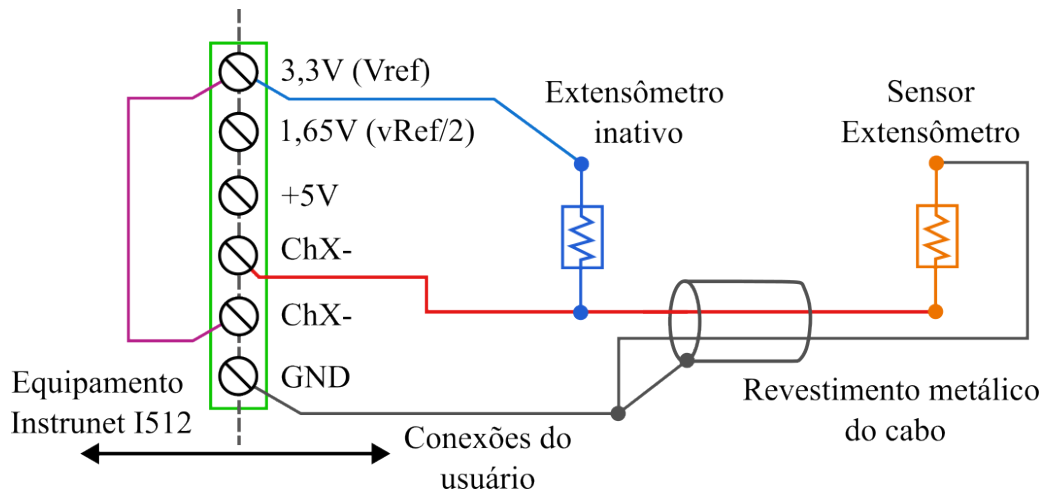 3,3V (Vref)
1,65V (vRef/2)
+5V
ChX-
ChX-
GND
Extensômetro
inativo
Sensor
Extensômetro
Equipamento
Instrunet I512
Conexões do
usuário
Revestimento metálico
do cabo